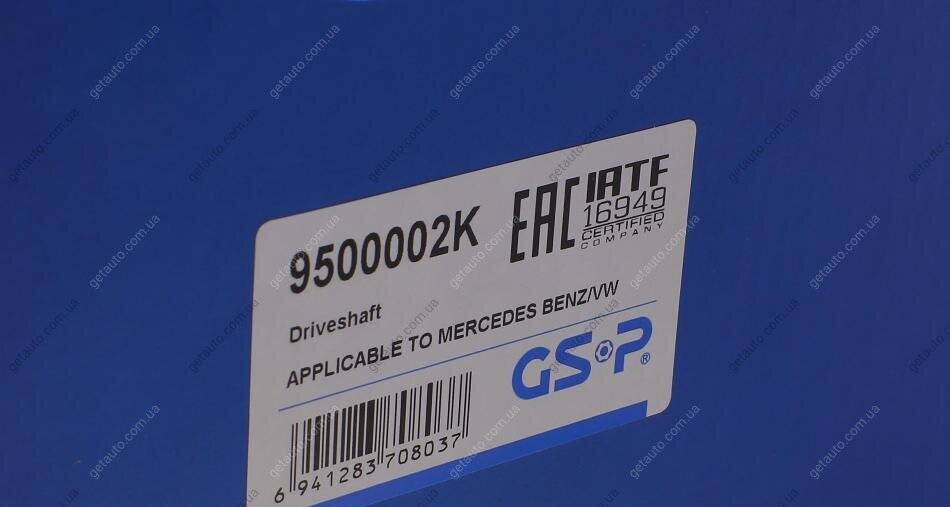 9500002K
EAC
IATF
16949
CERTIFIED
COMPANY
Driveshaft
APPLICABLE TO MERCEDES BENZ/VW
GSP®
6 941283 708037
getauto.com.ua